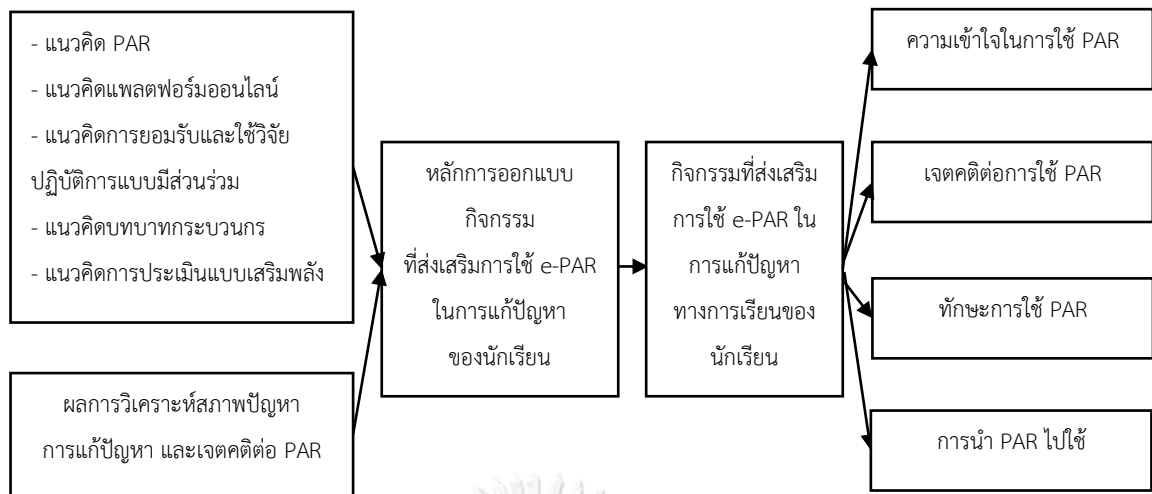 - แนวคิด PAR
- แนวคิดแพลตฟอร์มออนไลน์
- แนวคิดการยอมรับและใช้วิจัย
ปฏิบัติการแบบมีส่วนร่วม
- แนวคิดบทบาทกระบวนกร
- แนวคิดการประเมินแบบเสริมพลัง
ผลการวิเคราะห์สภาพปัญหา
การแก้ปัญหา และเจตคติต่อ PAR
หลักการออกแบบ
กิจกรรม
ที่ส่งเสริมการใช้ e-PAR
ในการแก้ปัญหา
ของนักเรียน
กิจกรรมที่ส่งเสริม
การใช้ e-PAR ใน
การแก้ปัญหา
ทางการเรียนของ
นักเรียน
ความเข้าใจในการใช้ PAR
เจตคติต่อการใช้ PAR
ทักษะการใช้ PAR
การนำ PAR ไปใช้